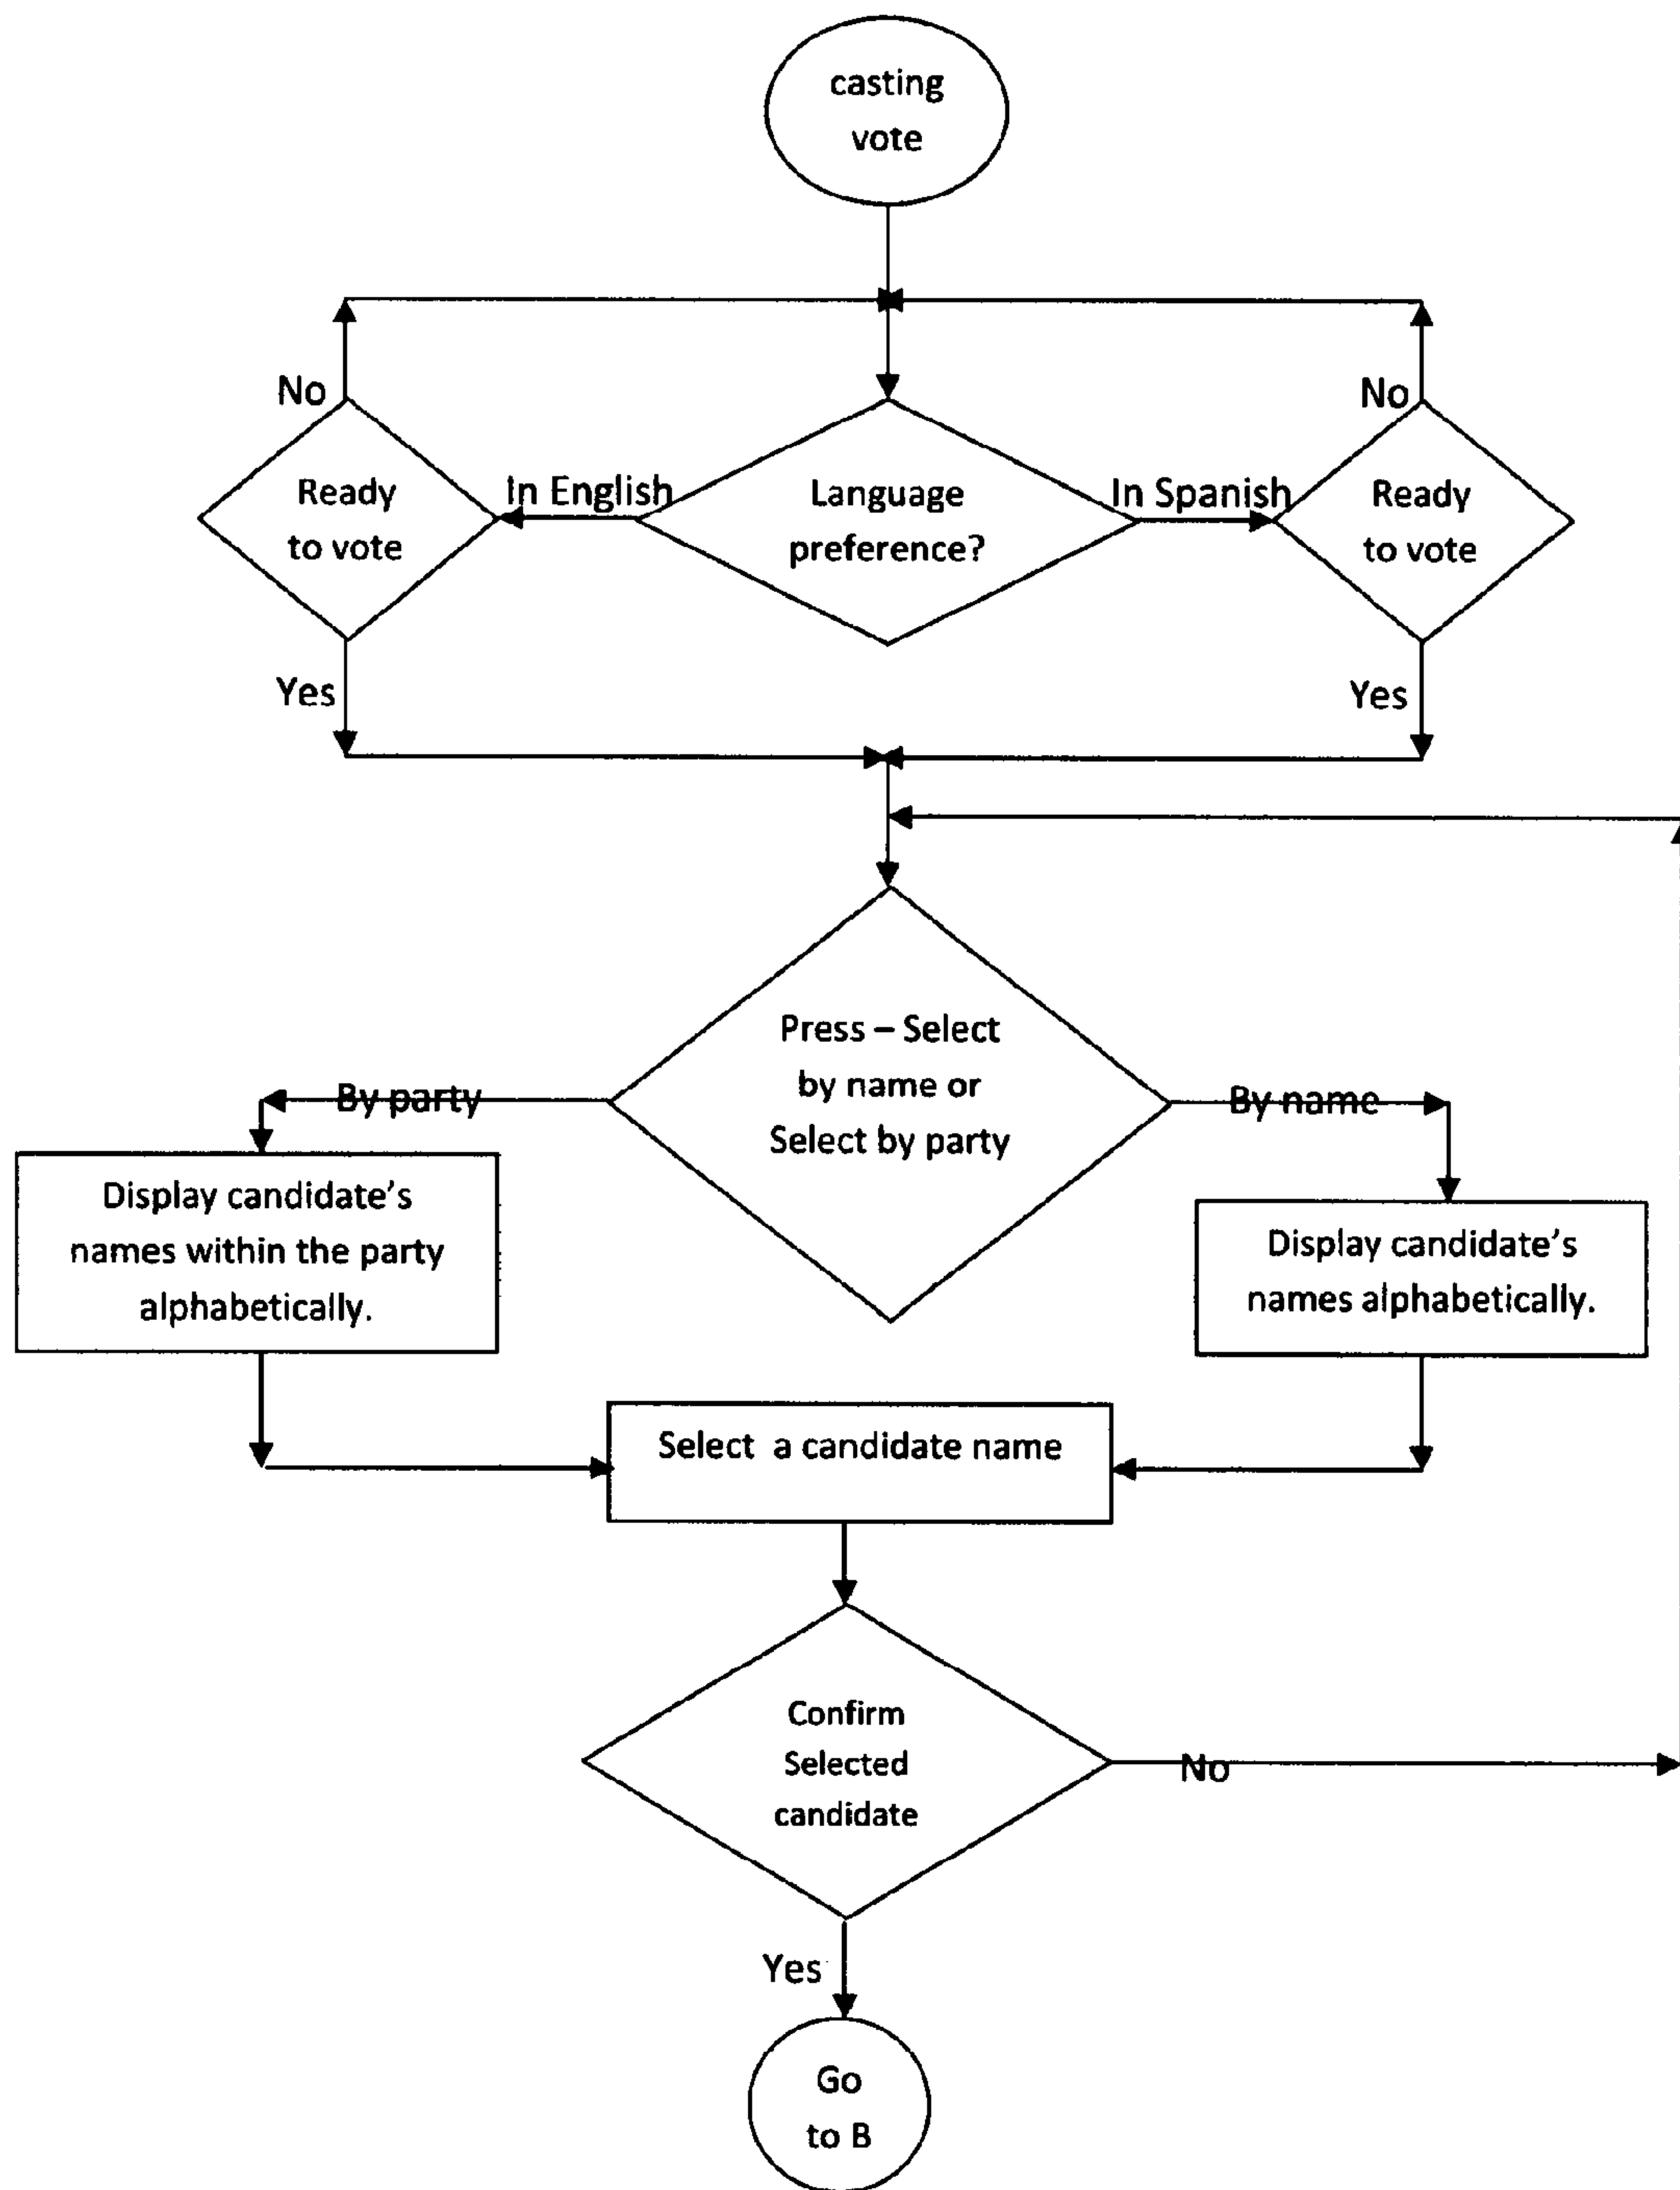 casting
vote
No
No
Ready
to vote
In English
Language
preference?
In Spanish
Ready
to vote
Yes
Yes
Press – Select
by name or
Select by party
By party
By name
Display candidate's
names within the party
alphabetically.
Display candidate's
names alphabetically.
Select a candidate name
Confirm
Selected
candidate
No
Yes
Go
to B